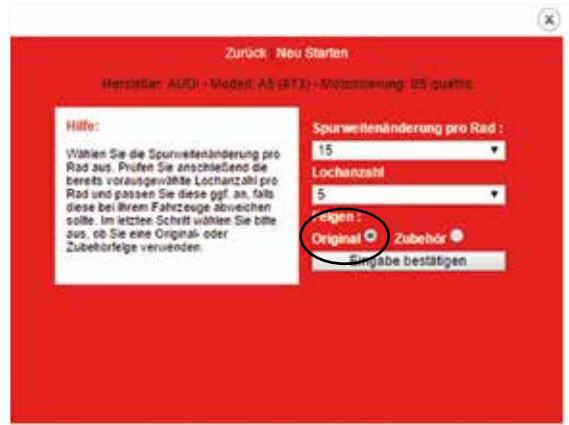 Zurück Neu Starten
Hersteller: AUDI - Modell: A5 (8T3) - Motorisierung: S5 quattro
Hilfe:
Wählen Sie die Spurweitenänderung pro
Rad aus. Prüfen Sie anschließend die
bereits vorausgewählte Lochanzahl pro
Rad und passen Sie diese ggf. an, falls
diese bei Ihrem Fahrzeuge abweichen
sollte. Im letzten Schritt wählen Sie bitte
aus, ob Sie eine Original- oder
Zubehörfelge verwenden.
Spurweitenänderung pro Rad :
15
Lochanzahl
5
Felgen :
Original Zubehör
Eingabe bestätigen